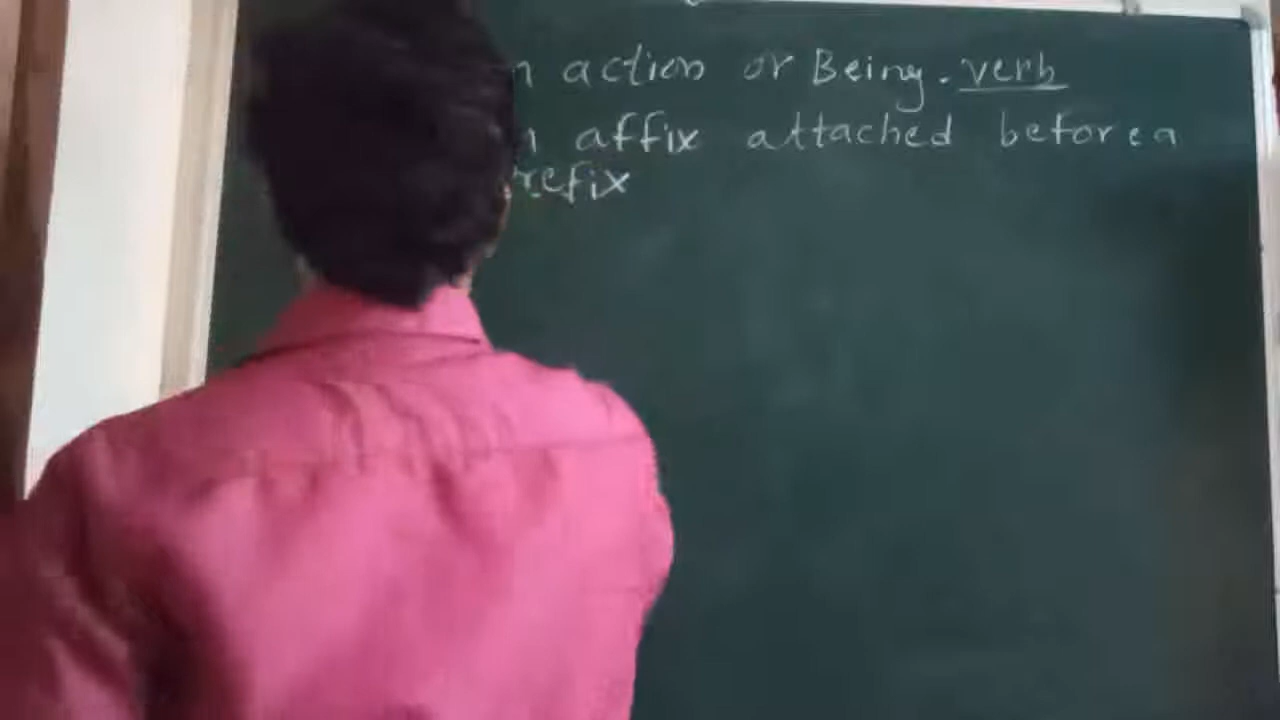 action or Being. verb
affix attached before a
refix